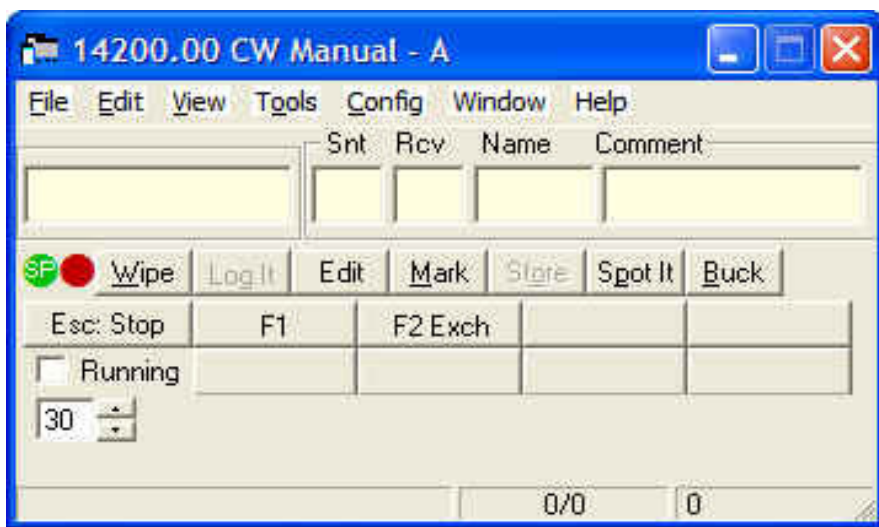 14200.00 CW Manual - A
File Edit View Tools Config Window Help
Snt Rcv Name Comment
SP Wipe Log It Edit Mark Store Spot It Buck
Esc: Stop F1 F2 Exch
Running
30
0/0 0